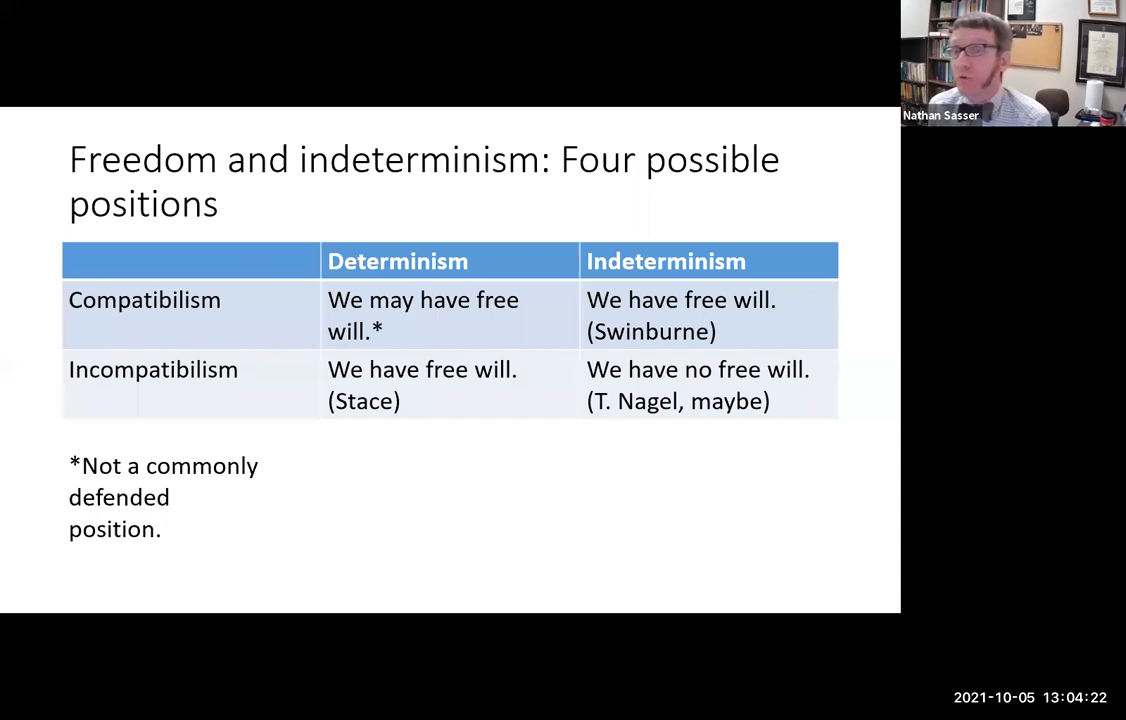 Nathan Sasser
Freedom and indeterminism: Four possible
positions
Determinism
Indeterminism
Compatibilism
We may have free
will.*
We have free will.
(Swinburne)
Incompatibilism
We have free will.
(Stace)
We have no free will.
(T. Nagel, maybe)
*Not a commonly
defended
position.
2021-10-05 13:04:22